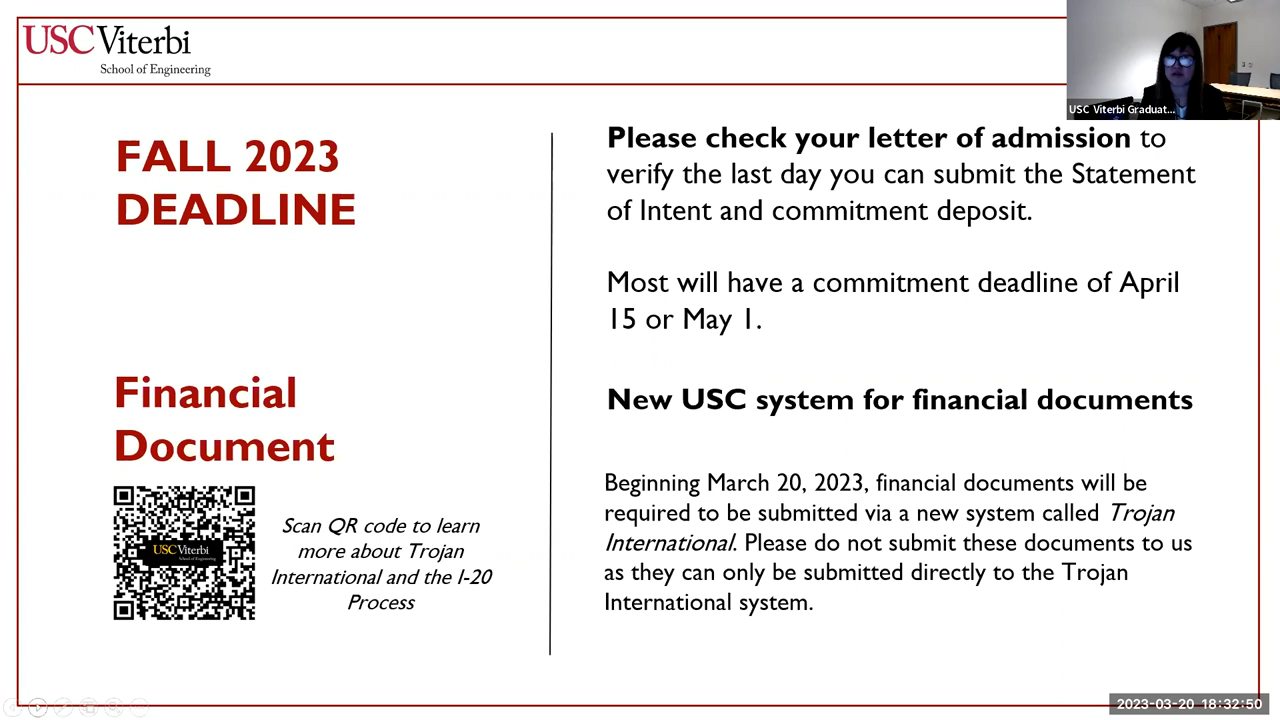 USC Viterbi
School of Engineering
USC Viterbi Graduat...
FALL 2023
DEADLINE
Please check your letter of admission to
verify the last day you can submit the Statement
of Intent and commitment deposit.
Most will have a commitment deadline of April
15 or May 1.
Financial
Document
USC Viterbi
School of Engineering
Scan QR code to learn
more about Trojan
International and the I-20
Process
New USC system for financial documents
Beginning March 20, 2023, financial documents will be
required to be submitted via a new system called Trojan
International. Please do not submit these documents to us
as they can only be submitted directly to the Trojan
International system.
2023-03-20 18:32:50